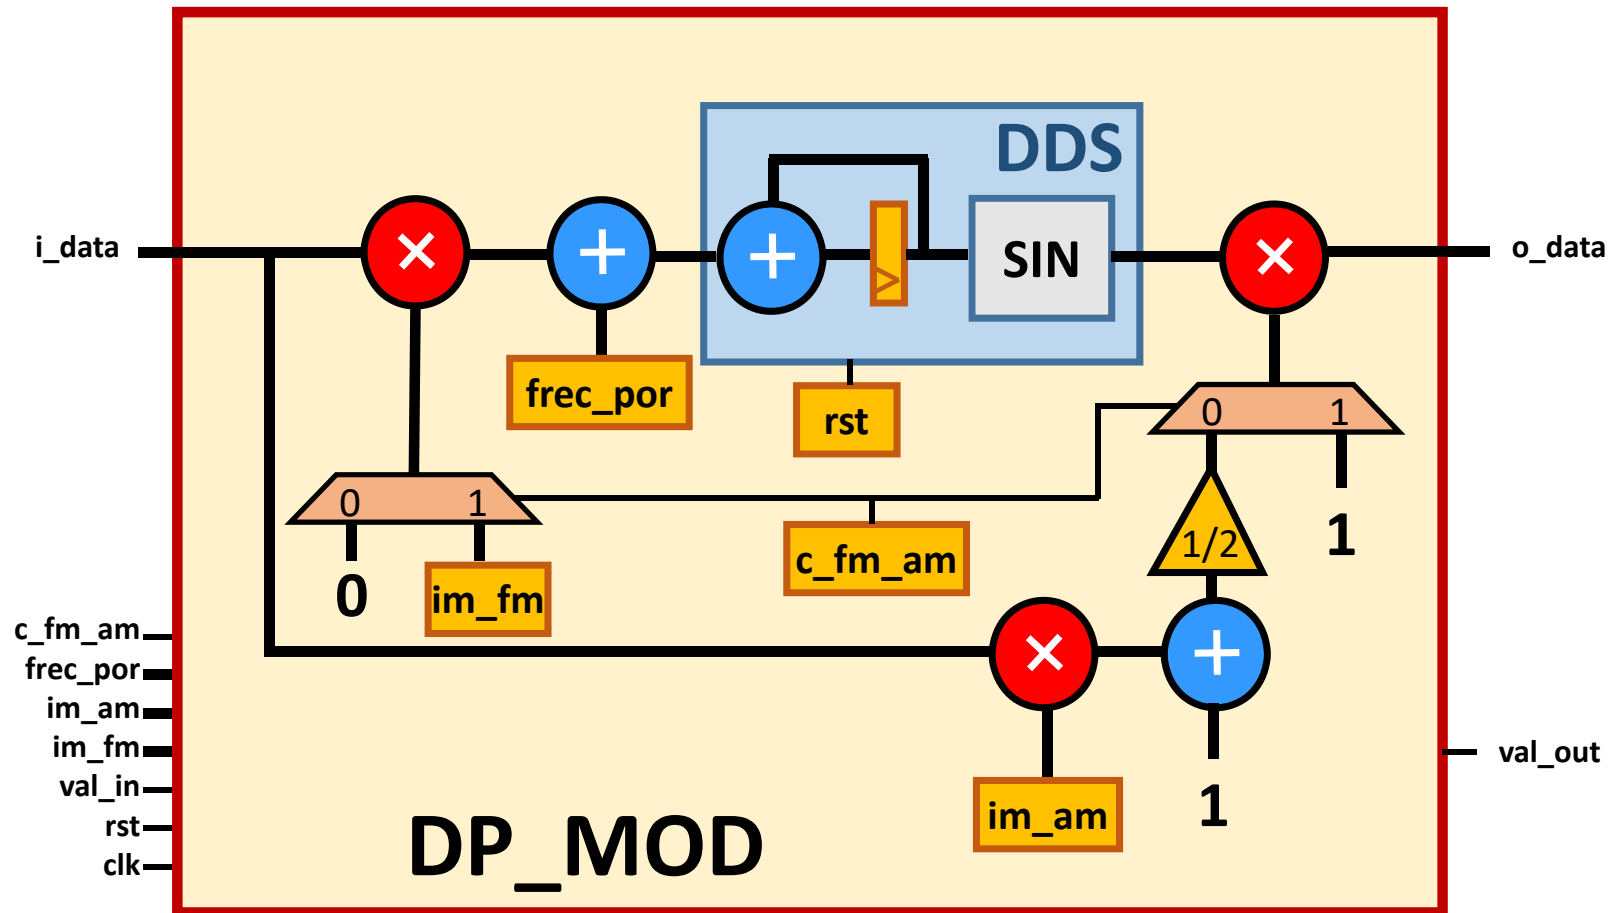 DDS
i_data
×
+
+
>
SIN
×
o_data
frec_por
rst
0 1
0 1
c_fm_am
1/2
1
0
im_fm
c_fm_am
frec_por
im_am
im_fm
val_in
rst
clk
×
+
val_out
im_am
1
DP_MOD